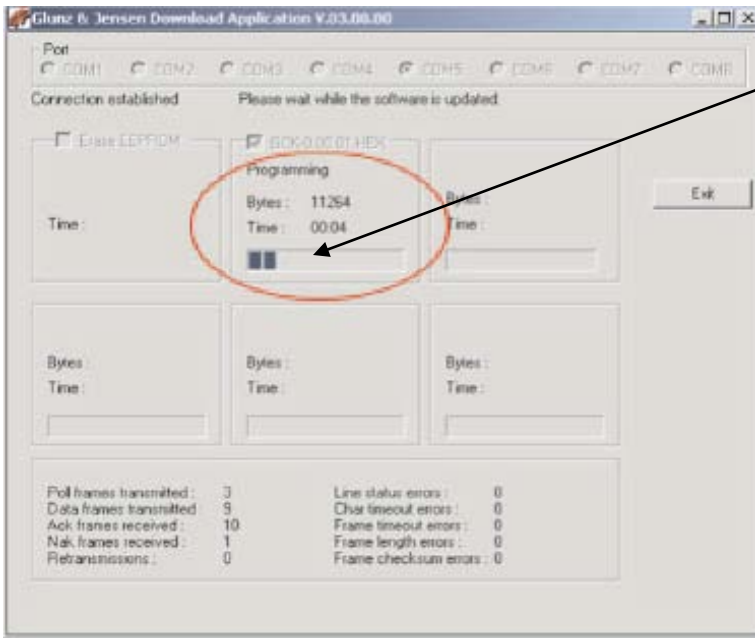 Glunz & Jensen Download Application V.03.00.00
Port
COM1 COM2 COM3 COM4 COM5 COM6 COM7 COM8
Connection established Please wait while the software is updated
Erase EEPROM
Programming
Bytes : 11264
Time : 00:04
Time :
Bytes :
Time :
Exit
Bytes :
Time :
Bytes :
Time :
Bytes :
Time :
Poll frames transmitted : 3
Data frames transmitted 9
Ack frames received : 10
Nak frames received : 1
Retransmissions : 0
Line status errors : 0
Char timeout errors : 0
Frame timeout errors : 0
Frame length errors : 0
Frame checksum errors : 0